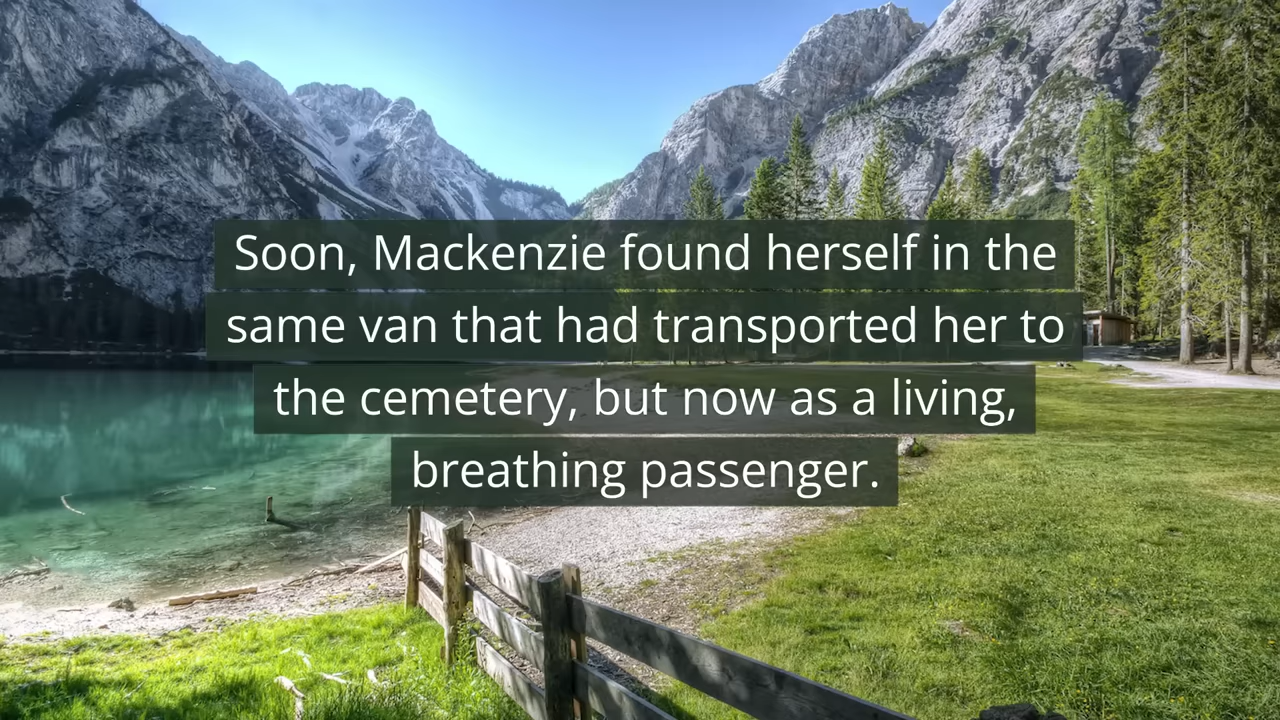 Soon, Mackenzie found herself in the
same van that had transported her to
the cemetery, but now as a living,
breathing passenger.